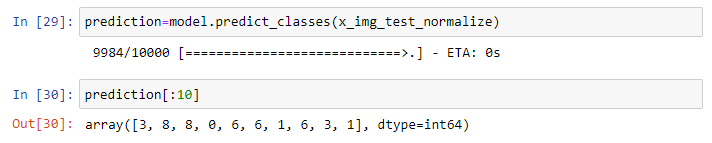 In [29]: prediction=model.predict_classes(x_img_test_normalize)
9984/10000 [============================>.] - ETA: 0s
In [30]: prediction[:10]
Out[30]: array([3, 8, 8, 0, 6, 6, 1, 6, 3, 1], dtype=int64)